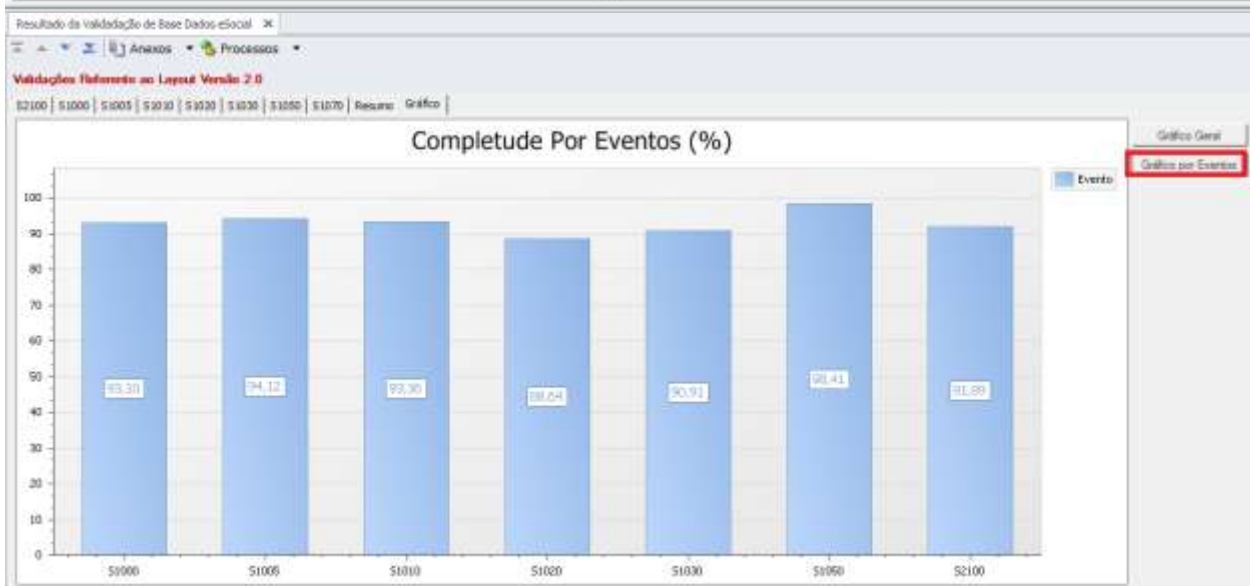 Resultado da Validadação de Base Dados eSocial
Anexos Processos
Validações Referente ao Layout Versão 2.0
S2100 | S1000 | S1005 | S1010 | S1020 | S1030 | S1050 | S1070 | Resumo Gráfico
Completude Por Eventos (%)
Gráfico Geral
Gráfico por Eventos
Evento
100
90
80
70
60
50
40
30
20
10
0
93,30
94,12
93,36
88,64
90,91
98,41
91,89
S1000 S1005 S1010 S1020 S1030 S1050 S2100